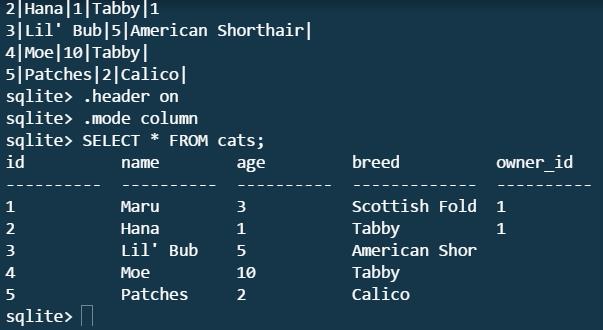 2|Hana|1|Tabby|1
3|Lil' Bub|5|American Shorthair|
4|Moe|10|Tabby|
5|Patches|2|Calico|
sqlite> .header on
sqlite> .mode column
sqlite> SELECT * FROM cats;
id          name        age         breed          owner_id
----------  ----------  ----------  -------------  ----------
1           Maru        3           Scottish Fold  1
2           Hana        1           Tabby          1
3           Lil' Bub    5           American Shor
4           Moe         10          Tabby
5           Patches     2           Calico
sqlite>